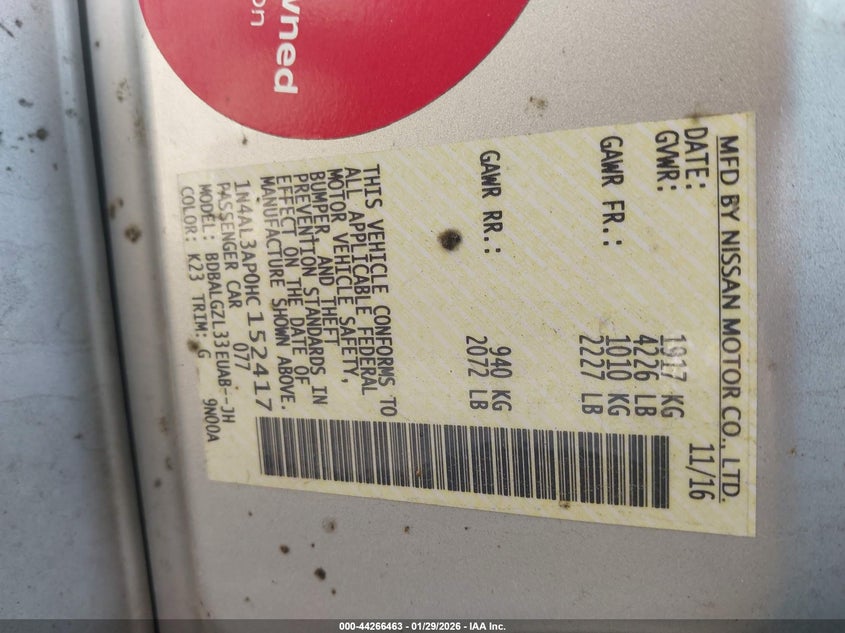 wned
on
MFD BY NISSAN MOTOR CO., LTD.
DATE: 11/16
GVWR: 1917 KG
4226 LB
GAWR FR.: 1010 KG
2227 LB
GAWR RR.: 940 KG
2072 LB
THIS VEHICLE CONFORMS TO
ALL APPLICABLE FEDERAL
MOTOR VEHICLE SAFETY,
BUMPER, AND THEFT
PREVENTION STANDARDS IN
EFFECT ON THE DATE OF
MANUFACTURE SHOWN ABOVE.
1N4AL3AP0HC152417
PASSENGER CAR 077
MODEL: BDBALGZL33EUAB--JH
COLOR: K23 TRIM: G 9N00A
000-44266463 - 01/29/2026 - IAA Inc.